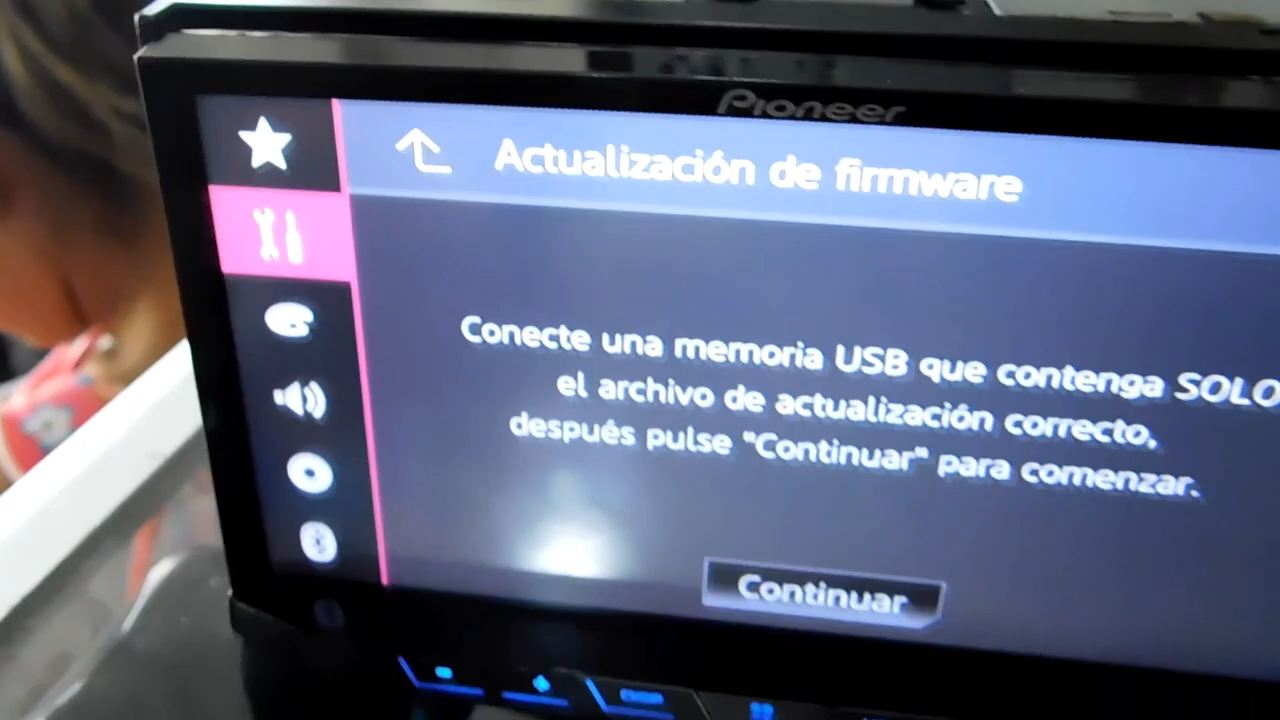 Pioneer
Actualización de firmware
Conecte una memoria USB que contenga SOLO
el archivo de actualización correcto,
después pulse "Continuar" para comenzar.
Continuar